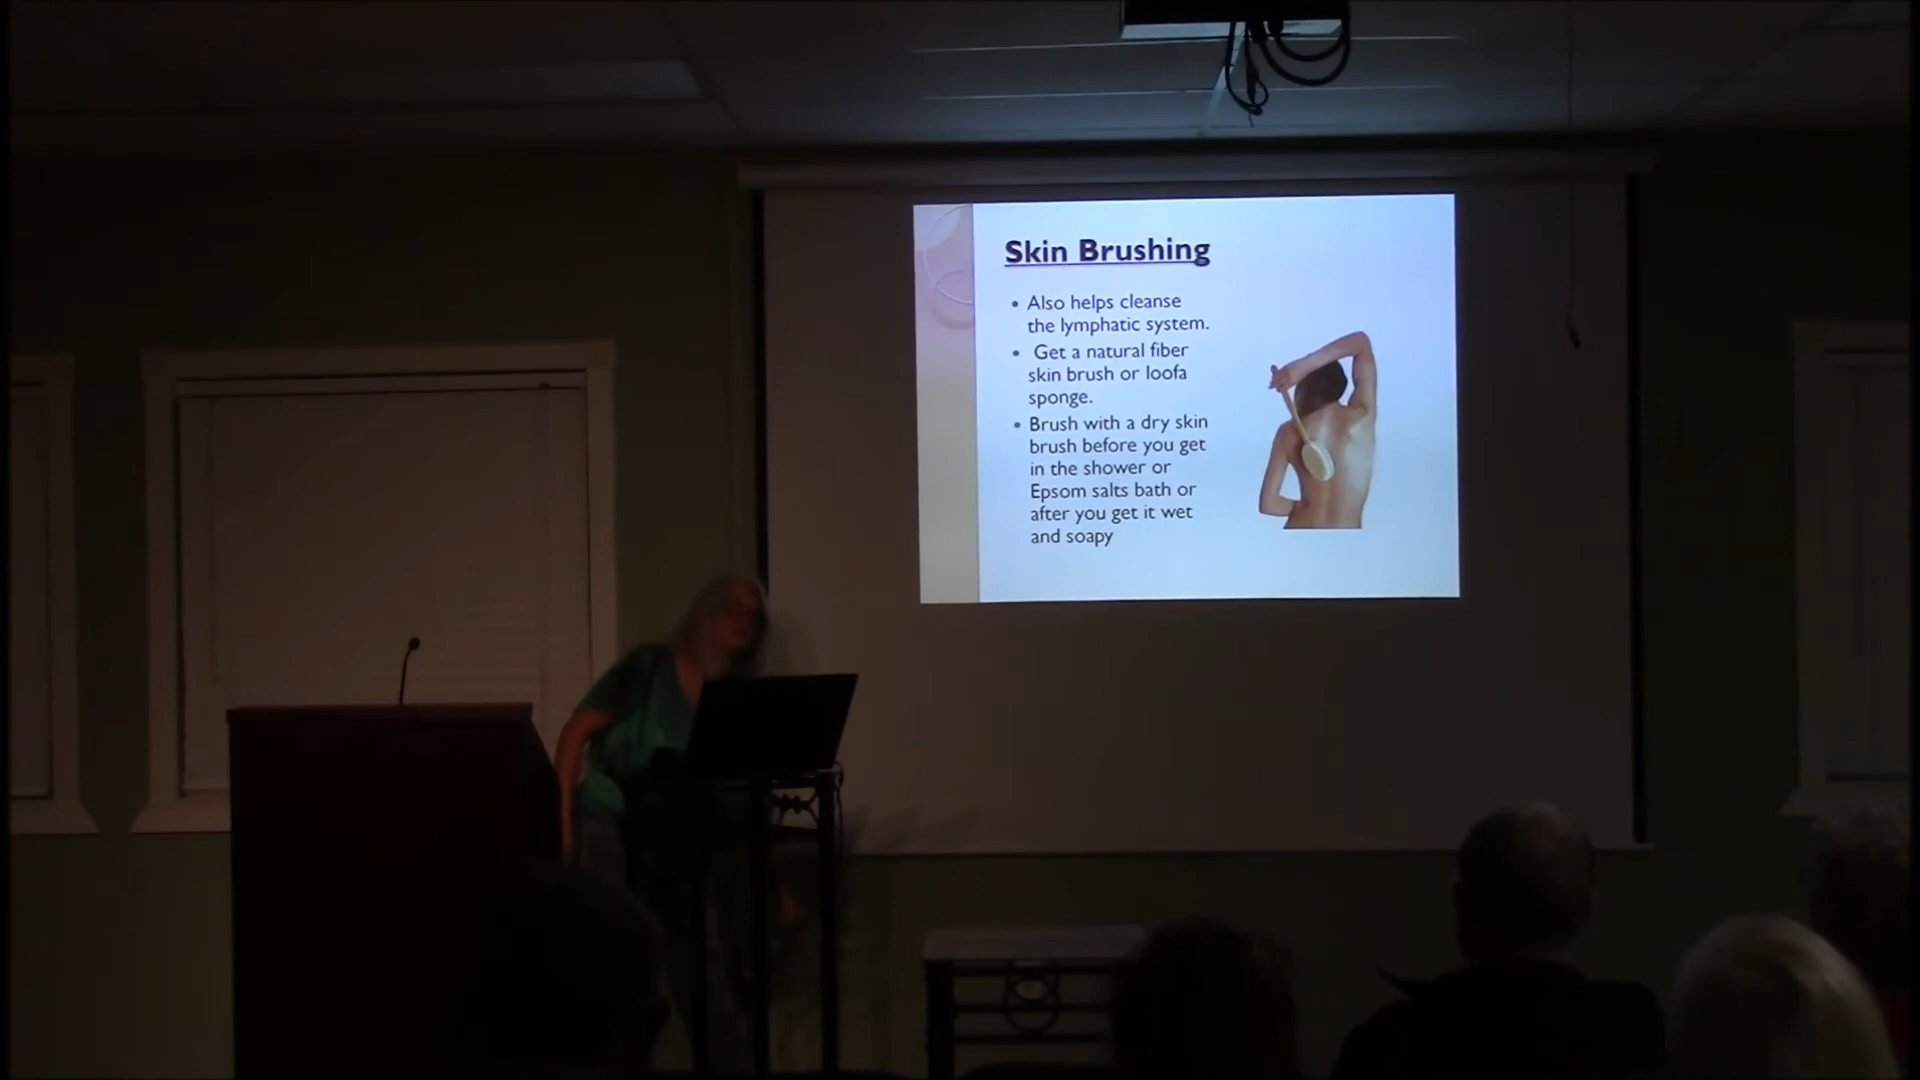 Skin Brushing
• Also helps cleanse
the lymphatic system.
• Get a natural fiber
skin brush or loofa
sponge.
• Brush with a dry skin
brush before you get
in the shower or
Epsom salts bath or
after you get it wet
and soapy